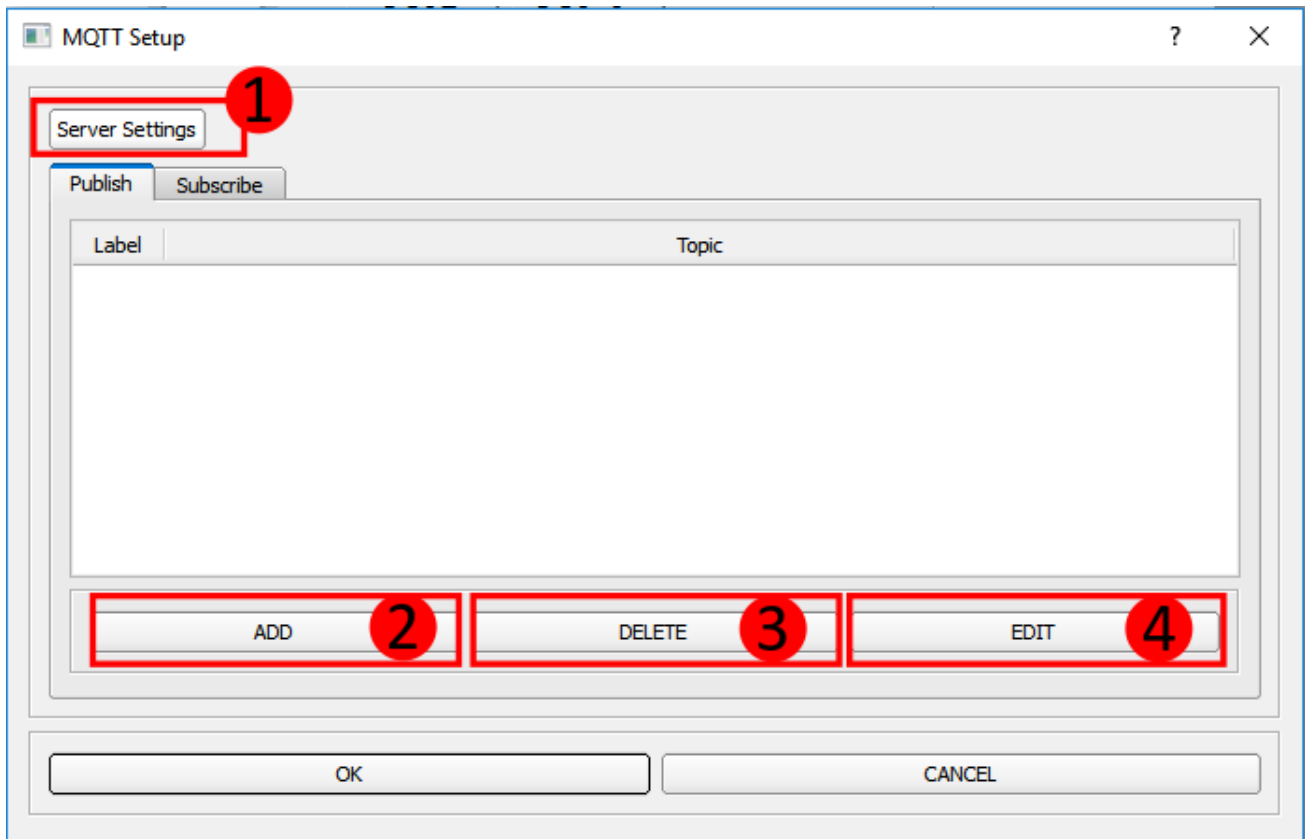 MQTT Setup ? ×
1
Server Settings
Publish Subscribe
Label Topic
ADD 2 DELETE 3 EDIT 4
OK CANCEL